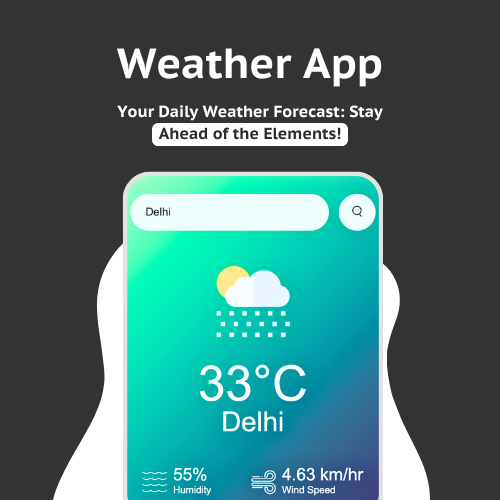 Weather App
Your Daily Weather Forecast: Stay
Ahead of the Elements!
Delhi
33°C
Delhi
55%
Humidity
4.63 km/hr
Wind Speed